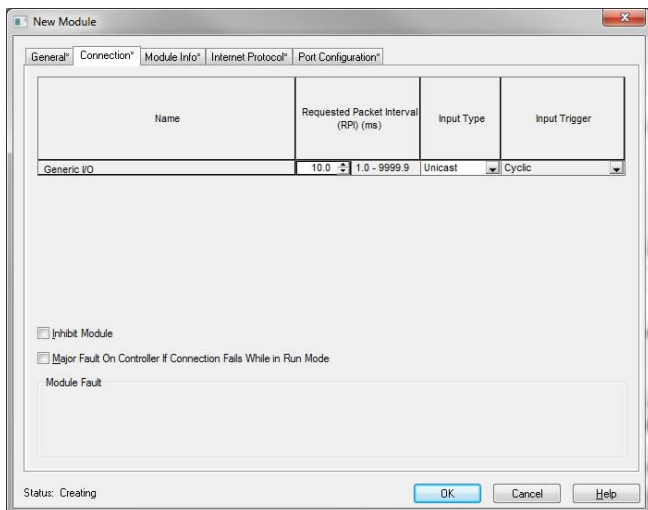 New Module
General* Connection* Module Info* Internet Protocol* Port Configuration*
Name
Requested Packet Interval
(RPI) (ms)
Input Type
Input Trigger
Generic I/O
10.0
1.0 - 9999.9
Unicast
Cyclic
Inhibit Module
Major Fault On Controller If Connection Fails While in Run Mode
Module Fault
Status: Creating
OK
Cancel
Help